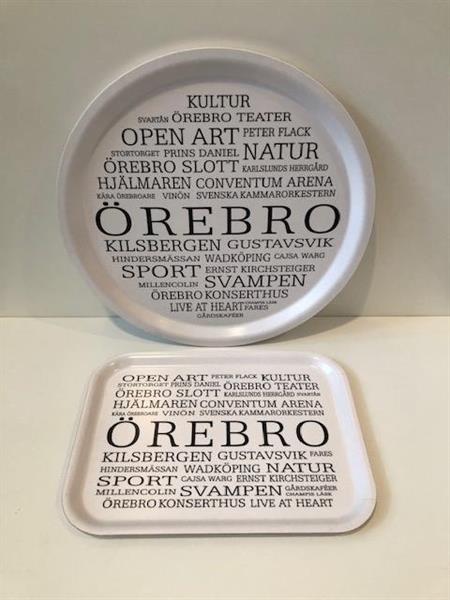 KULTUR
SVARTÅN ÖREBRO TEATER
OPEN ART PETER FLACK
STORTORGET PRINS DANIEL NATUR
ÖREBRO SLOTT KARLSLUNDS HERRGÅRD
HJÄLMAREN CONVENTUM ARENA
KÄRA ÖREBROARE VINÖN SVENSKA KAMMARORKESTERN
ÖREBRO
KILSBERGEN GUSTAVSVIK
HINDERSMÄSSAN WADKÖPING CAJSA WARG
SPORT ERNST KIRCHSTEIGER
MILLENCOLIN SVAMPEN
ÖREBRO KONSERTHUS CHAMPIS LÄSK
LIVE AT HEART FARES
GÅRDSKAFÉER
OPEN ART PETER FLACK KULTUR
STORTORGET PRINS DANIEL ÖREBRO TEATER
ÖREBRO SLOTT KARLSLUNDS HERRGÅRD SVARTÅN
HJÄLMAREN CONVENTUM ARENA
KÄRA ÖREBROARE VINÖN SVENSKA KAMMARORKESTERN
ÖREBRO
KILSBERGEN GUSTAVSVIK FARES
HINDERSMÄSSAN WADKÖPING NATUR
SPORT CAJSA WARG ERNST KIRCHSTEIGER
MILLENCOLIN SVAMPEN GÅRDSKAFÉER
CHAMPIS LÄSK
ÖREBRO KONSERTHUS LIVE AT HEART